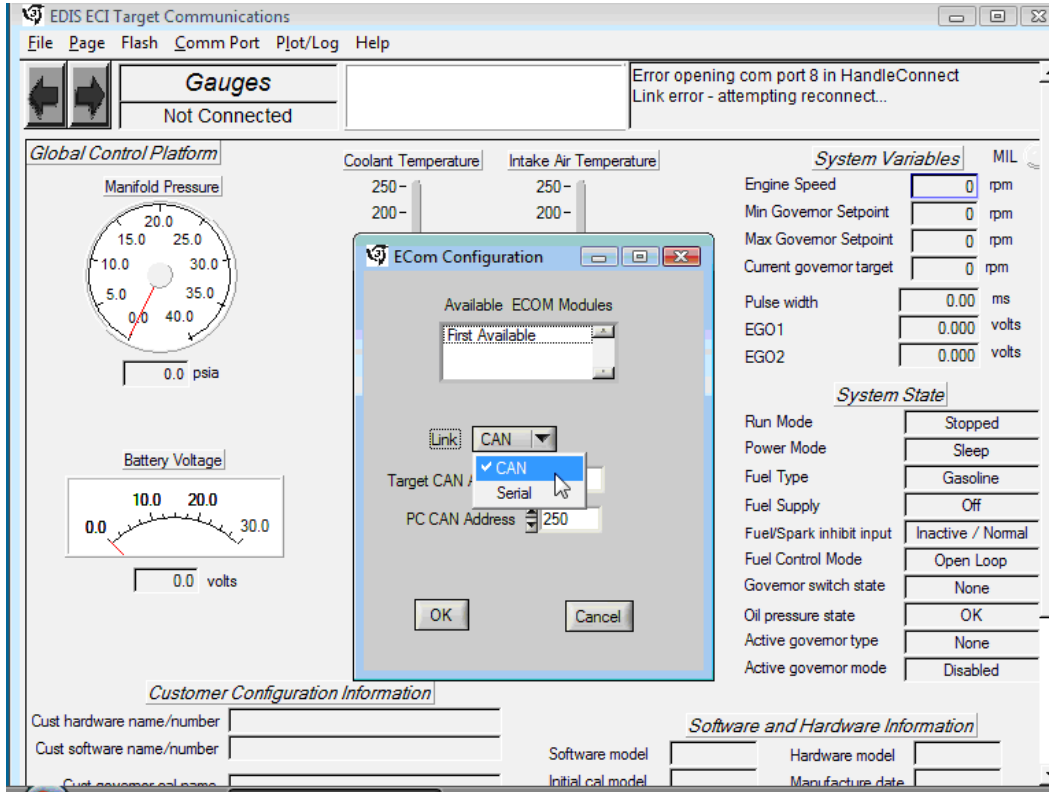 EDIS ECI Target Communications
File Page Flash Comm Port Plot/Log Help
Gauges
Not Connected
Error opening com port 8 in HandleConnect
Link error - attempting reconnect...
Global Control Platform
Manifold Pressure
20.0
15.0 25.0
10.0 30.0
5.0 35.0
0.0 40.0
0.0 psia
Battery Voltage
10.0 20.0
0.0 30.0
0.0 volts
Coolant Temperature
250
200
Intake Air Temperature
250
200
ECom Configuration
Available ECOM Modules
First Available
Link CAN
CAN
Serial
Target CAN
PC CAN Address 250
OK Cancel
System Variables MIL
Engine Speed 0 rpm
Min Governor Setpoint 0 rpm
Max Governor Setpoint 0 rpm
Current governor target 0 rpm
Pulse width 0.00 ms
EGO1 0.000 volts
EGO2 0.000 volts
System State
Run Mode Stopped
Power Mode Sleep
Fuel Type Gasoline
Fuel Supply Off
Fuel/Spark inhibit input Inactive / Normal
Fuel Control Mode Open Loop
Governor switch state None
Oil pressure state OK
Active governor type None
Active governor mode Disabled
Customer Configuration Information
Cust hardware name/number
Cust software name/number
Cust governor cal name
Software and Hardware Information
Software model Hardware model
Initial cal model Manufacture date